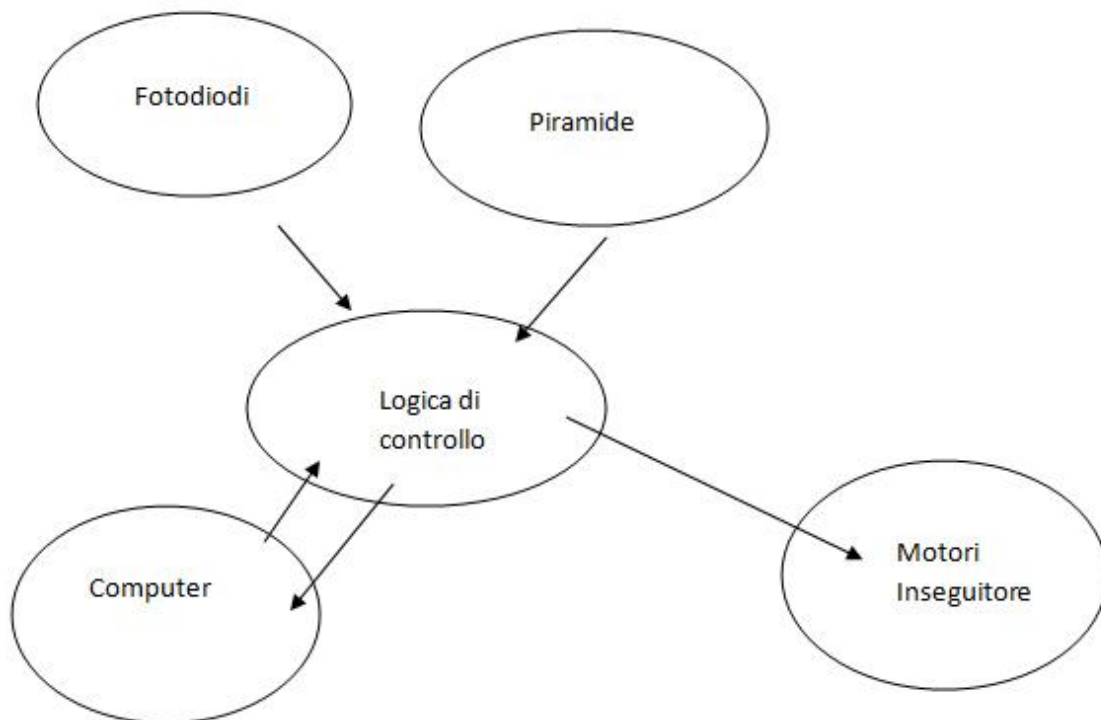 Fotodiodi
Piramide
Logica di
controllo
Computer
Motori
Inseguitore